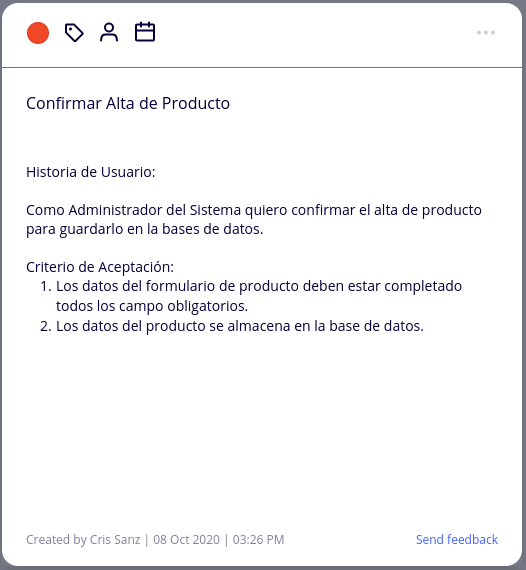 Confirmar Alta de Producto
Historia de Usuario:
Como Administrador del Sistema quiero confirmar el alta de producto
para guardarlo en la bases de datos.
Criterio de Aceptación:
1. Los datos del formulario de producto deben estar completado
todos los campo obligatorios.
2. Los datos del producto se almacena en la base de datos.
Created by Cris Sanz | 08 Oct 2020 | 03:26 PM
Send feedback